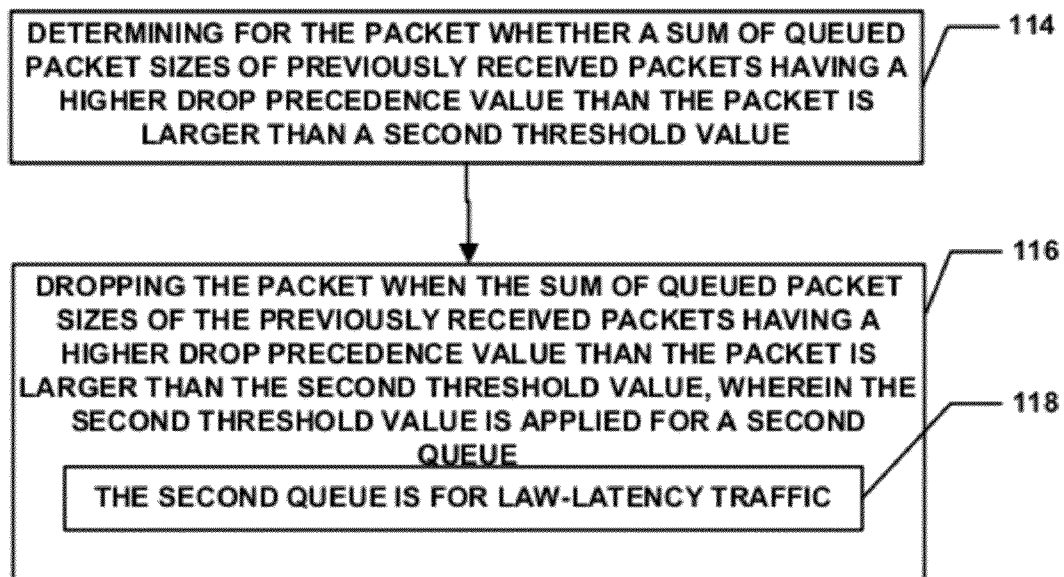 DETERMINING FOR THE PACKET WHETHER A SUM OF QUEUED
PACKET SIZES OF PREVIOUSLY RECEIVED PACKETS HAVING A
HIGHER DROP PRECEDENCE VALUE THAN THE PACKET IS
LARGER THAN A SECOND THRESHOLD VALUE
114
DROPPING THE PACKET WHEN THE SUM OF QUEUED PACKET
SIZES OF THE PREVIOUSLY RECEIVED PACKETS HAVING A
HIGHER DROP PRECEDENCE VALUE THAN THE PACKET IS
LARGER THAN THE SECOND THRESHOLD VALUE, WHEREIN THE
SECOND THRESHOLD VALUE IS APPLIED FOR A SECOND
QUEUE
116
THE SECOND QUEUE IS FOR LAW-LATENCY TRAFFIC
118